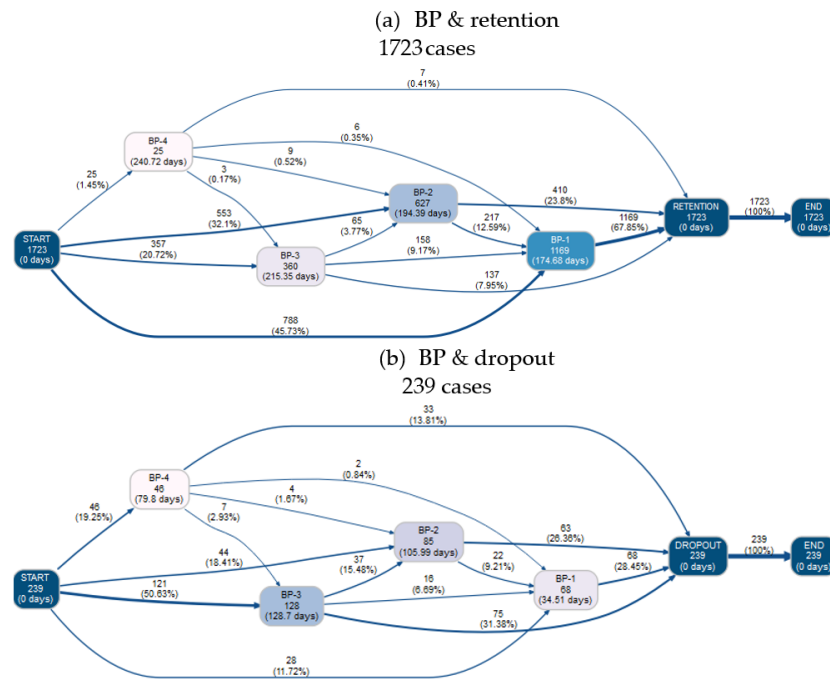 (a) BP & retention
1723 cases
7
(0.41%)
6
(0.35%)
BP-4
25
(240.72 days)
9
(0.52%)
25
(1.45%)
3
(0.17%)
BP-2
627
(194.39 days)
410
(23.8%)
553
(32.1%)
65
(3.77%)
217
(12.59%)
RETENTION
1723
(0 days)
1723
(100%)
END
1723
(0 days)
START
1723
(0 days)
357
(20.72%)
BP-3
360
(215.35 days)
158
(9.17%)
BP-1
1169
(174.68 days)
1169
(67.85%)
137
(7.95%)
788
(45.73%)
(b) BP & dropout
239 cases
33
(13.81%)
2
(0.84%)
BP-4
46
(79.8 days)
4
(1.67%)
46
(19.25%)
7
(2.93%)
BP-2
85
(105.99 days)
63
(26.36%)
44
(18.41%)
37
(15.48%)
22
(9.21%)
DROPOUT
239
(0 days)
239
(100%)
END
239
(0 days)
START
239
(0 days)
121
(50.63%)
BP-3
128
(128.7 days)
16
(6.69%)
BP-1
68
(34.51 days)
68
(28.45%)
75
(31.38%)
28
(11.72%)